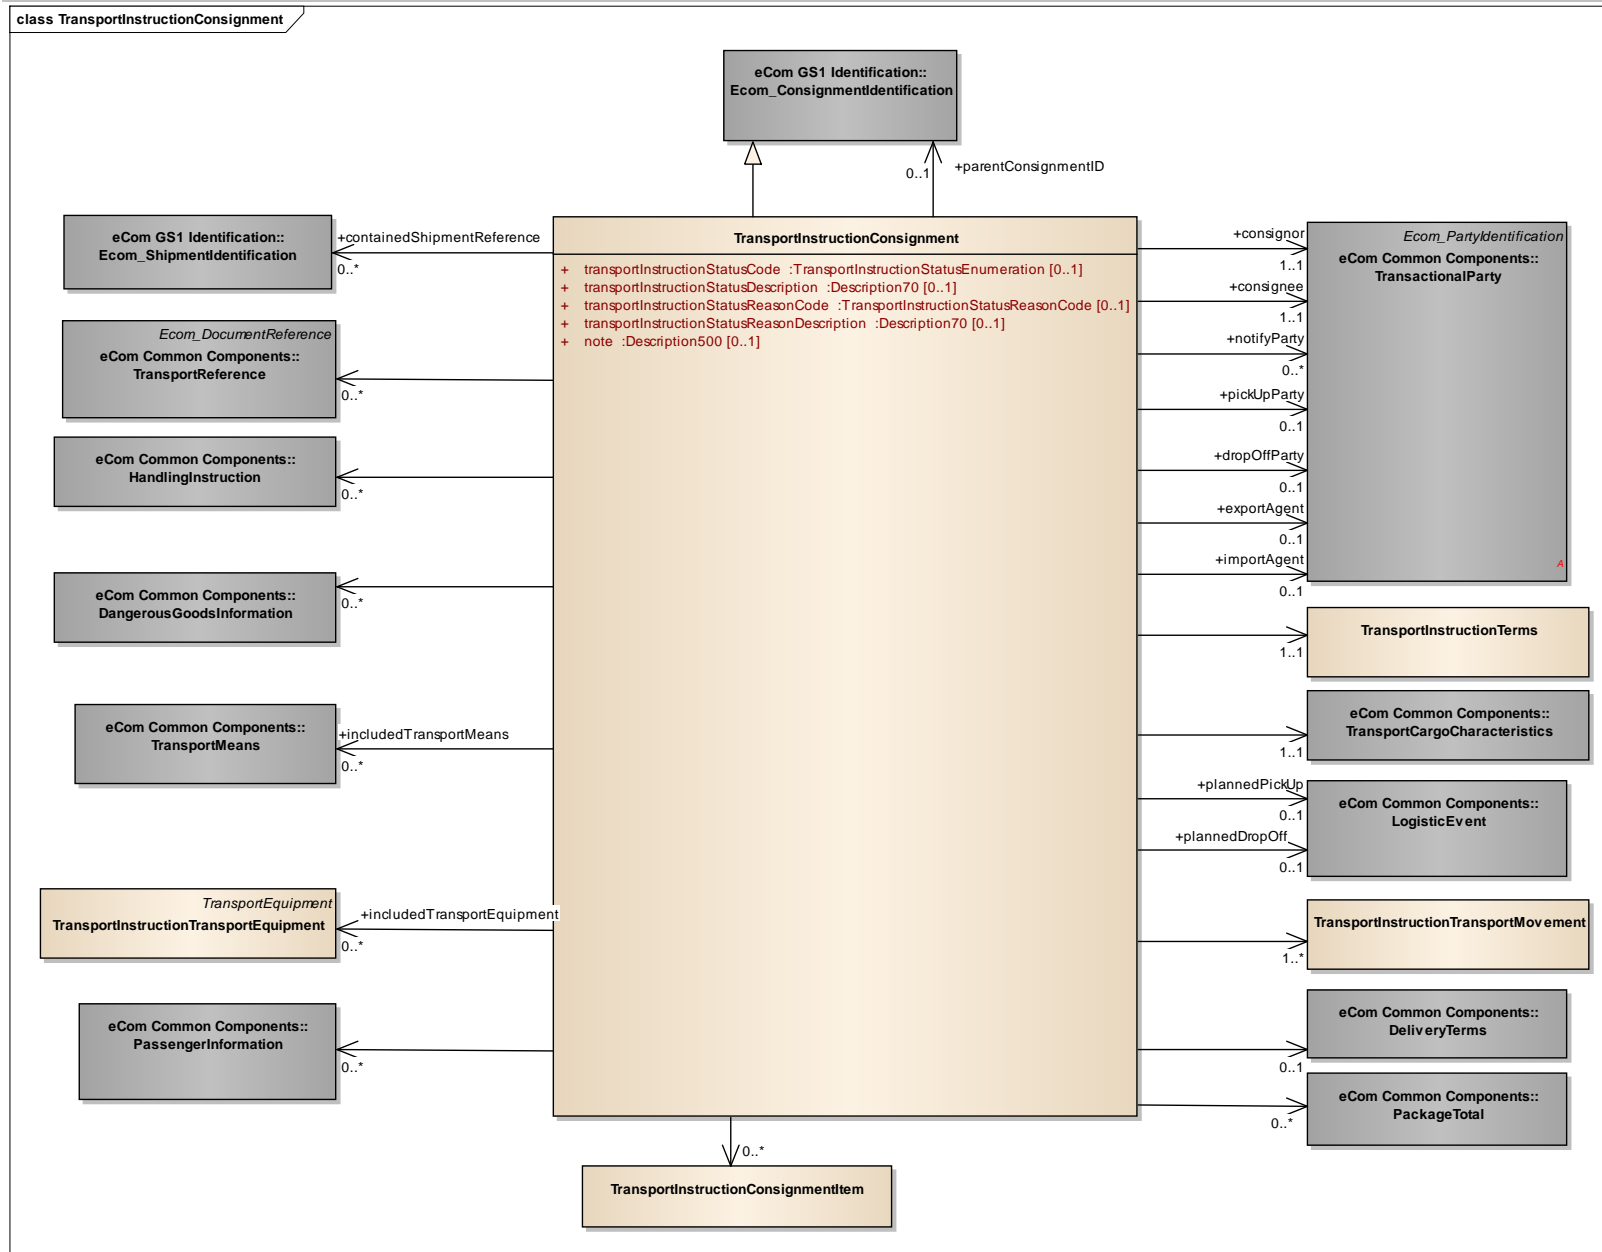 class TransportInstructionConsignment
eCom GS1 Identification::
Ecom_ConsignmentIdentification
0..1
+parentConsignmentID
TransportInstructionConsignment
+ transportInstructionStatusCode :TransportInstructionStatusEnumeration [0..1]
+ transportInstructionStatusDescription :Description70 [0..1]
+ transportInstructionStatusReasonCode :TransportInstructionStatusReasonCode [0..1]
+ transportInstructionStatusReasonDescription :Description70 [0..1]
+ note :Description500 [0..1]
eCom GS1 Identification::
Ecom_ShipmentIdentification
+containedShipmentReference
0..*
Ecom_DocumentReference
eCom Common Components::
TransportReference
0..*
eCom Common Components::
HandlingInstruction
0..*
eCom Common Components::
DangerousGoodsInformation
0..*
eCom Common Components::
TransportMeans
+includedTransportMeans
0..*
TransportEquipment
TransportInstructionTransportEquipment
+includedTransportEquipment
0..*
eCom Common Components::
PassengerInformation
0..*
+consignor
1..1
+consignee
1..1
+notifyParty
0..*
+pickUpParty
0..1
+dropOffParty
0..1
+exportAgent
0..1
+importAgent
0..1
Ecom_PartyIdentification
eCom Common Components::
TransactionalParty
A
TransportInstructionTerms
1..1
eCom Common Components::
TransportCargoCharacteristics
1..1
+plannedPickUp
0..1
+plannedDropOff
0..1
eCom Common Components::
LogisticEvent
TransportInstructionTransportMovement
1..*
eCom Common Components::
DeliveryTerms
0..1
eCom Common Components::
PackageTotal
0..*
0..*
TransportInstructionConsignmentItem